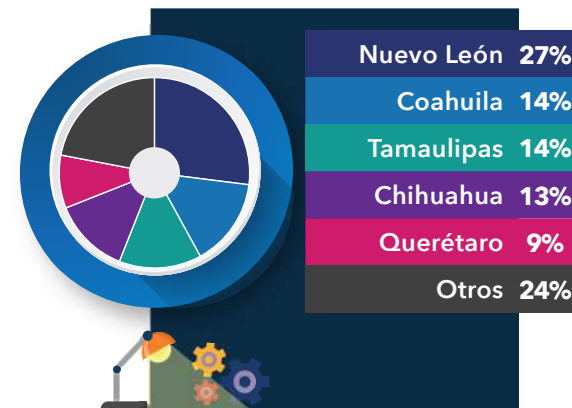 Nuevo León 27%
Coahuila 14%
Tamaulipas 14%
Chihuahua 13%
Querétaro 9%
Otros 24%